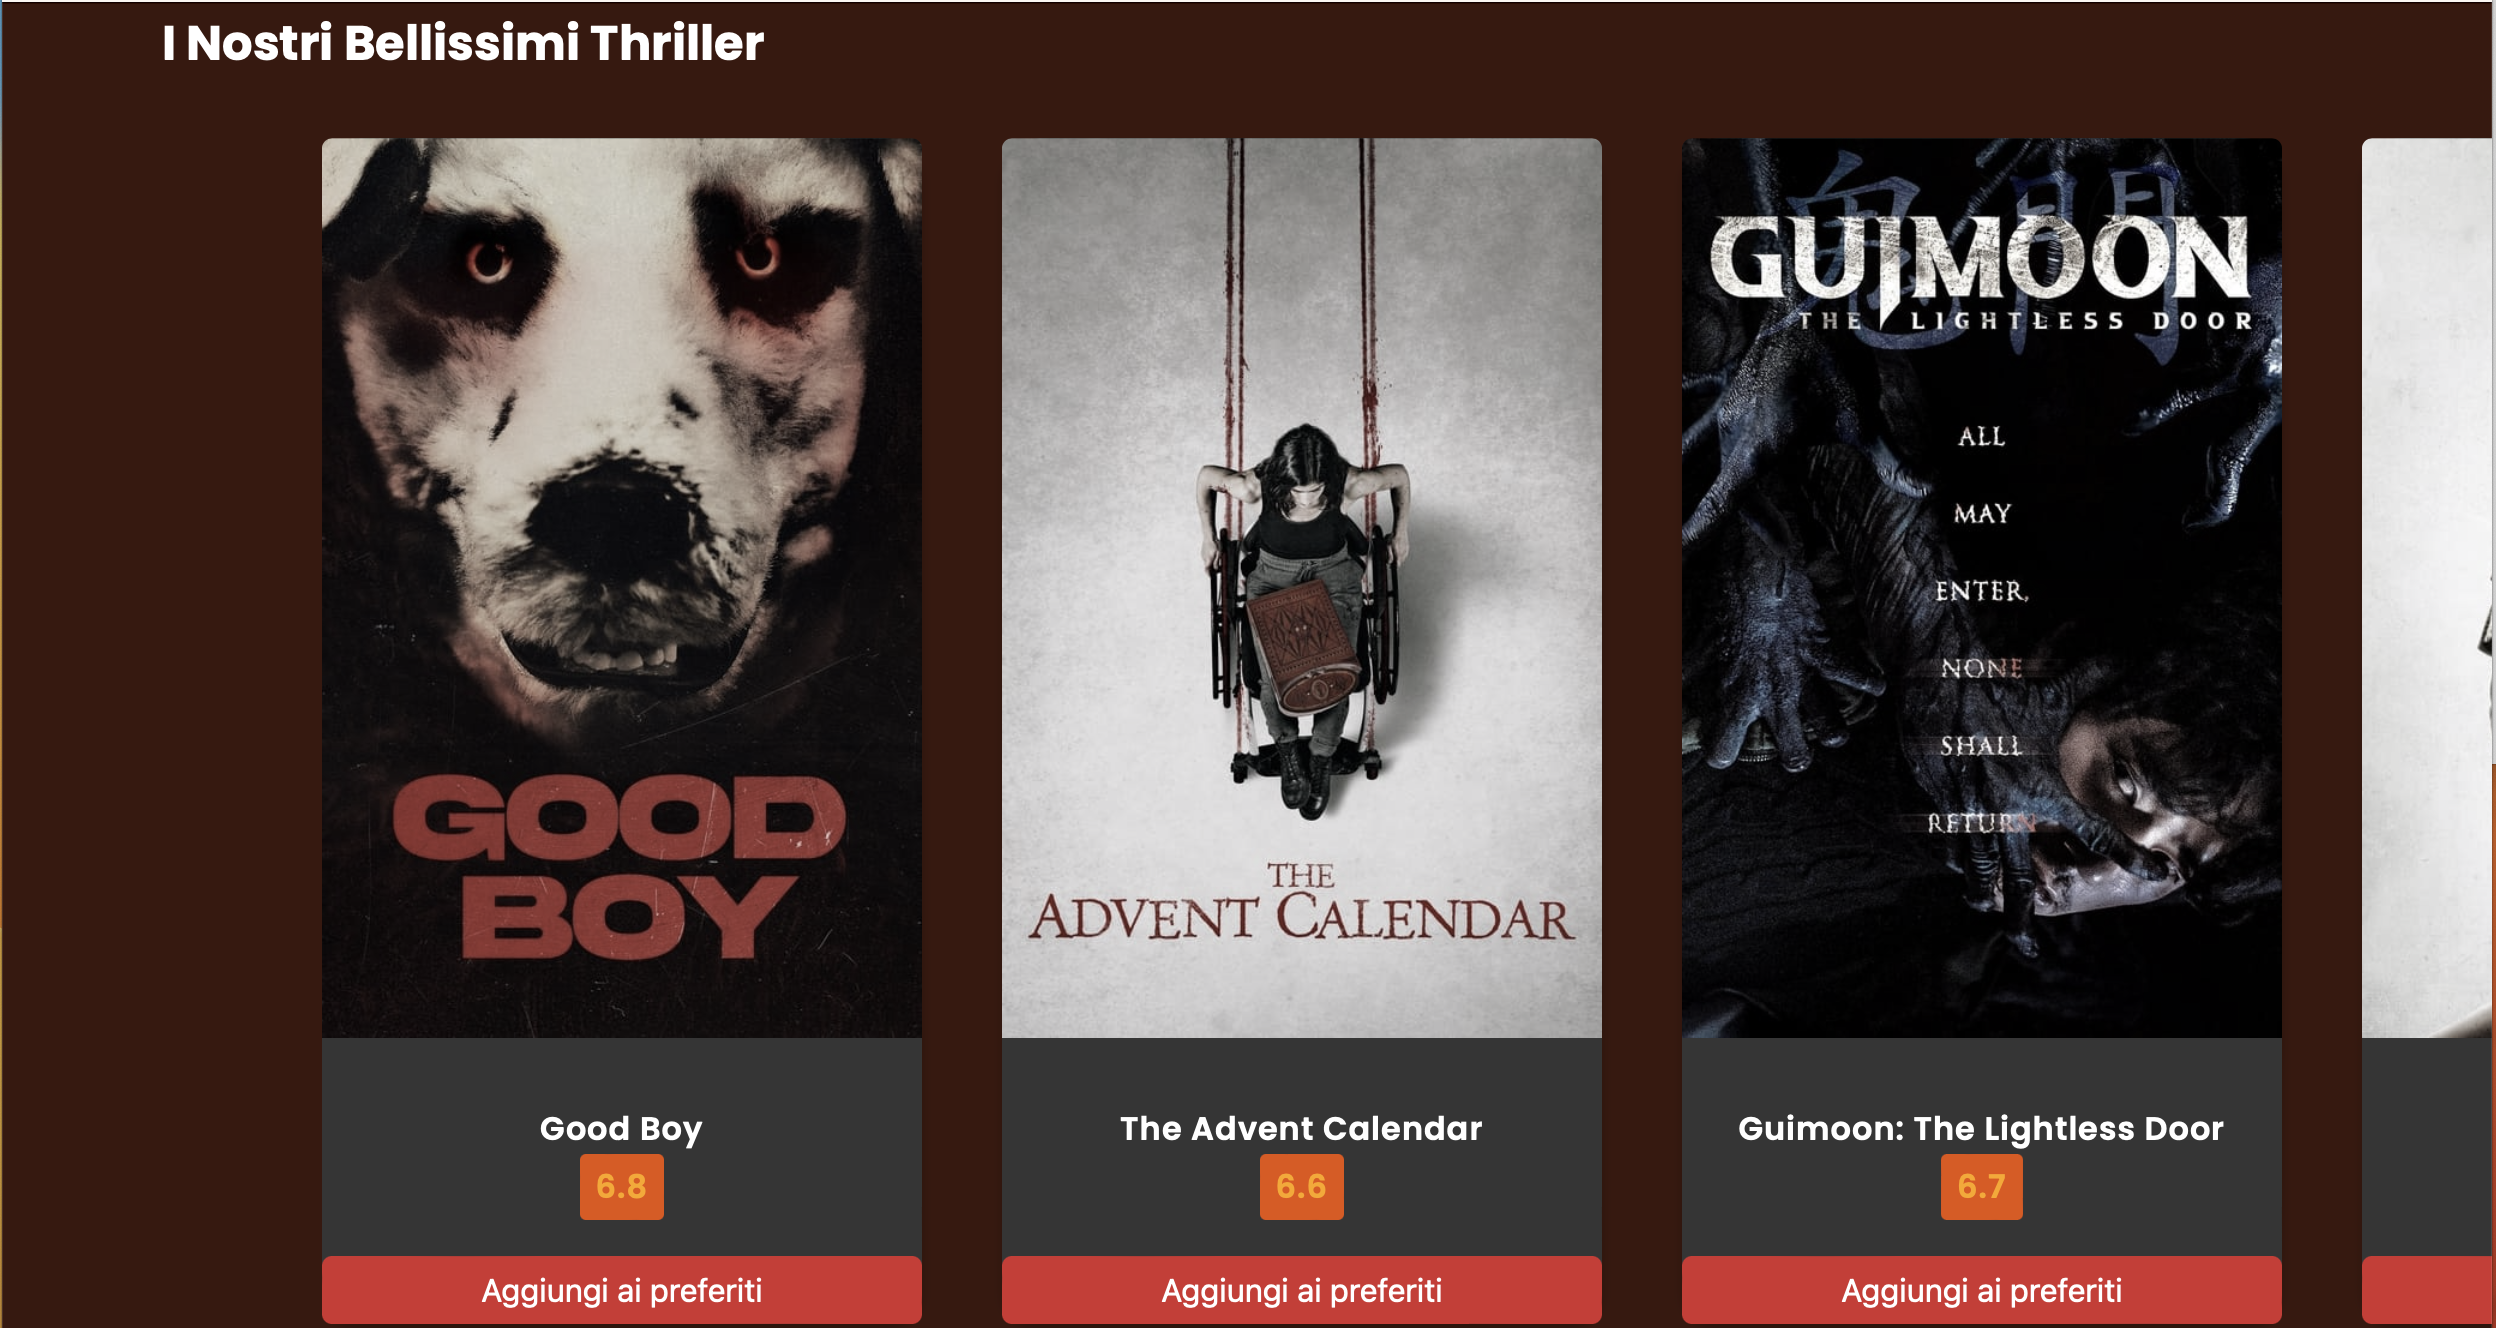 I Nostri Bellissimi Thriller
GOOD
BOY
THE
ADVENT CALENDAR
鬼門
GUIMOON
THE LIGHTLESS DOOR
ALL
MAY
ENTER,
NONE
SHALL
RETURN
Good Boy
The Advent Calendar
Guimoon: The Lightless Door
6.8
6.6
6.7
Aggiungi ai preferiti
Aggiungi ai preferiti
Aggiungi ai preferiti